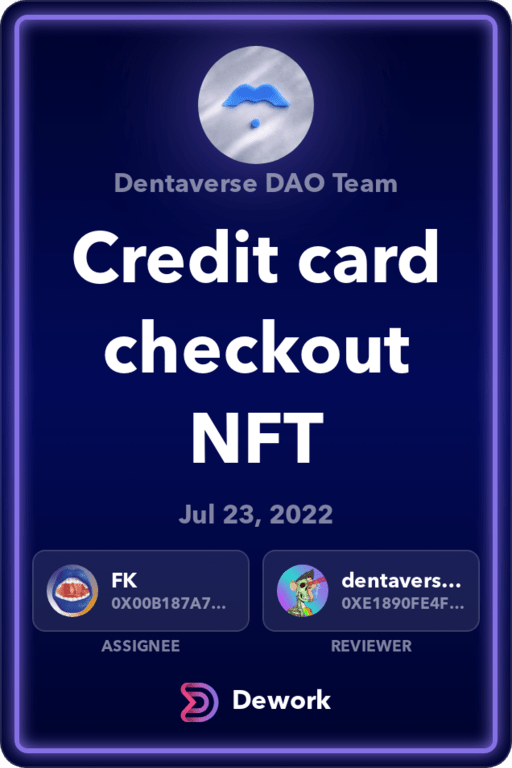 Dentaverse DAO Team
Credit card
checkout
NFT
Jul 23, 2022
FK
0X00B187A7...
ASSIGNEE
dentavers...
0XE1890FE4F...
REVIEWER
Dework